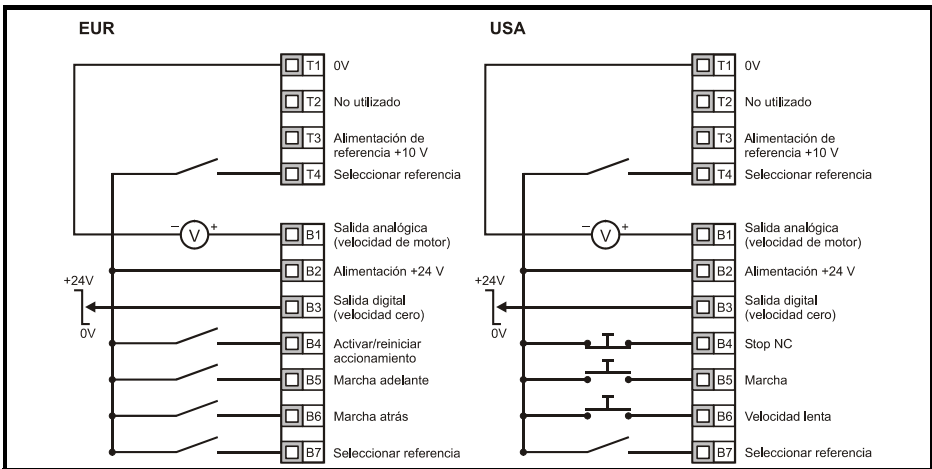 EUR
T1 0V
T2 No utilizado
T3 Alimentación de
referencia +10 V
T4 Seleccionar referencia
− V +
B1 Salida analógica
(velocidad de motor)
B2 Alimentación +24 V
+24V
B3 Salida digital
(velocidad cero)
0V
B4 Activar/reiniciar
accionamiento
B5 Marcha adelante
B6 Marcha atrás
B7 Seleccionar referencia
USA
T1 0V
T2 No utilizado
T3 Alimentación de
referencia +10 V
T4 Seleccionar referencia
− V +
B1 Salida analógica
(velocidad de motor)
B2 Alimentación +24 V
+24V
B3 Salida digital
(velocidad cero)
0V
B4 Stop NC
B5 Marcha
B6 Velocidad lenta
B7 Seleccionar referencia